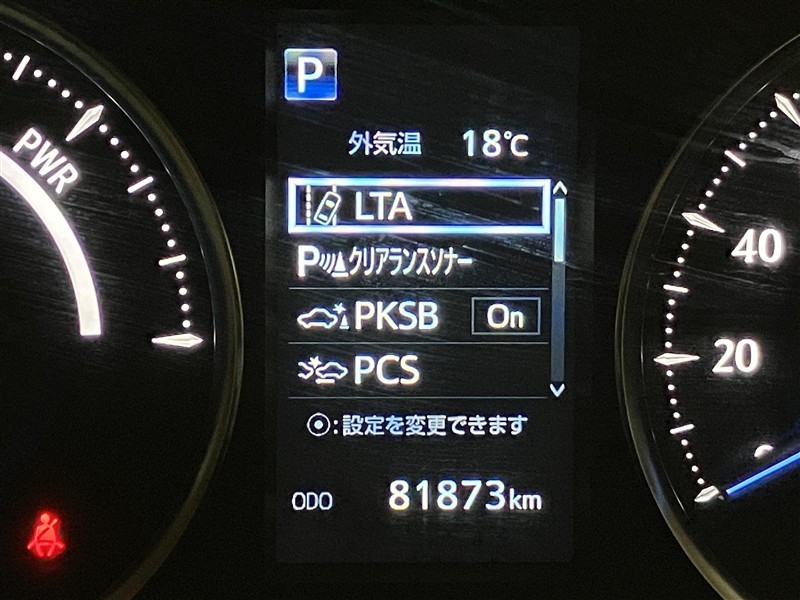 P
外気温 18℃
PWR
LTA
P クリアランスソナー
PKSB On
PCS
:設定を変更できます
ODO 81873km
40
20